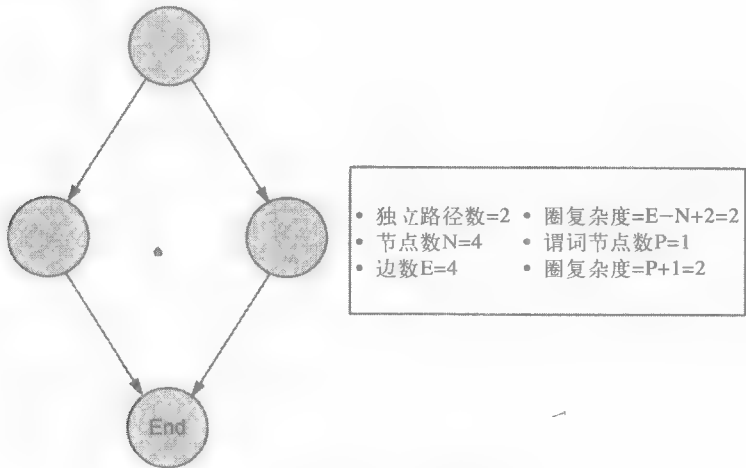 • 独立路径数=2 • 圈复杂度=E-N+2=2
• 节点数N=4 • 谓词节点数P=1
• 边数E=4 • 圈复杂度=P+1=2
End